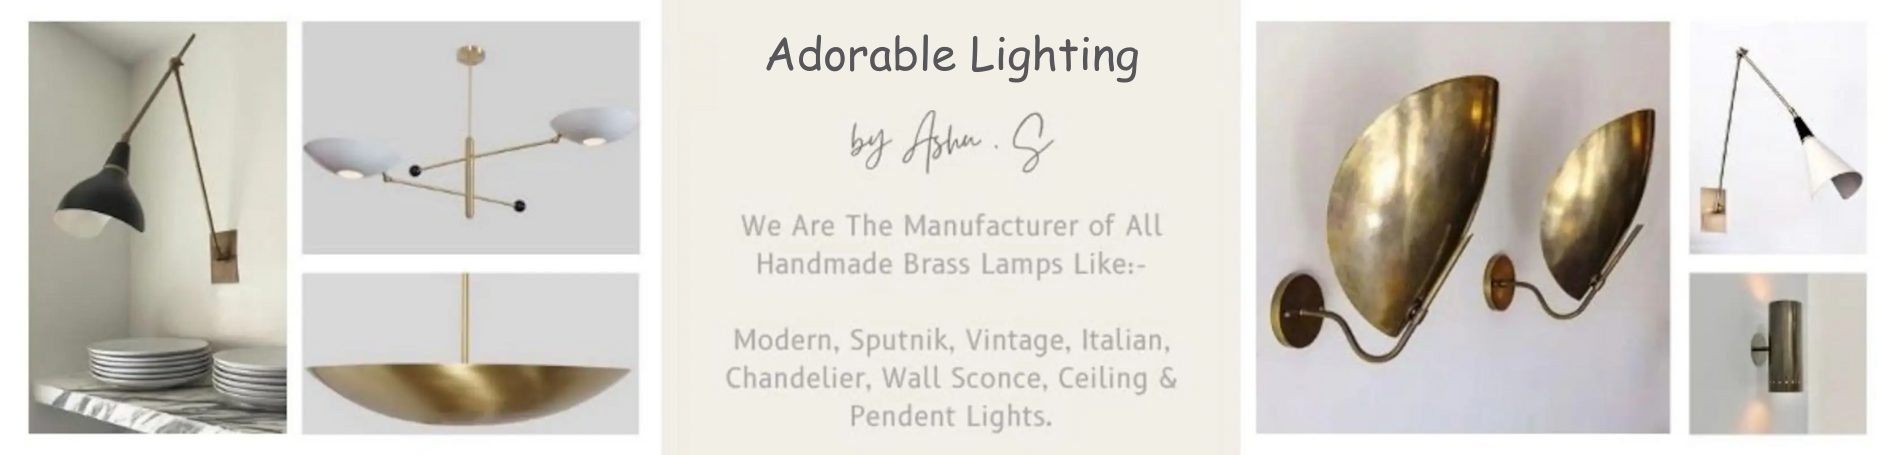 Adorable Lighting
by Ashu . S
We Are The Manufacturer of All
Handmade Brass Lamps Like:-
Modern, Sputnik, Vintage, Italian,
Chandelier, Wall Sconce, Ceiling &
Pendent Lights.